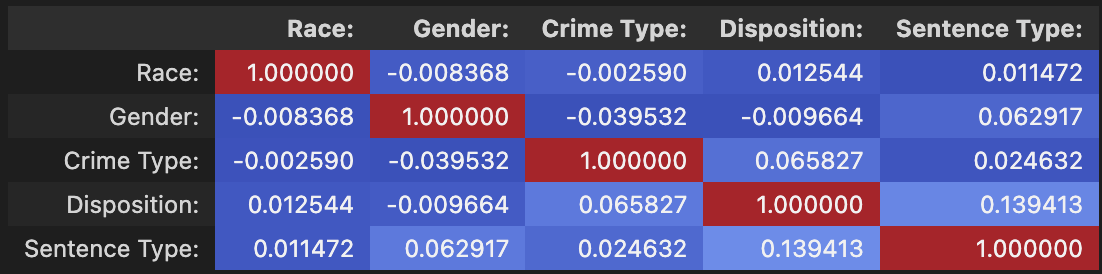 Race: Gender: Crime Type: Disposition: Sentence Type:
Race: 1.000000 -0.008368 -0.002590 0.012544 0.011472
Gender: -0.008368 1.000000 -0.039532 -0.009664 0.062917
Crime Type: -0.002590 -0.039532 1.000000 0.065827 0.024632
Disposition: 0.012544 -0.009664 0.065827 1.000000 0.139413
Sentence Type: 0.011472 0.062917 0.024632 0.139413 1.000000